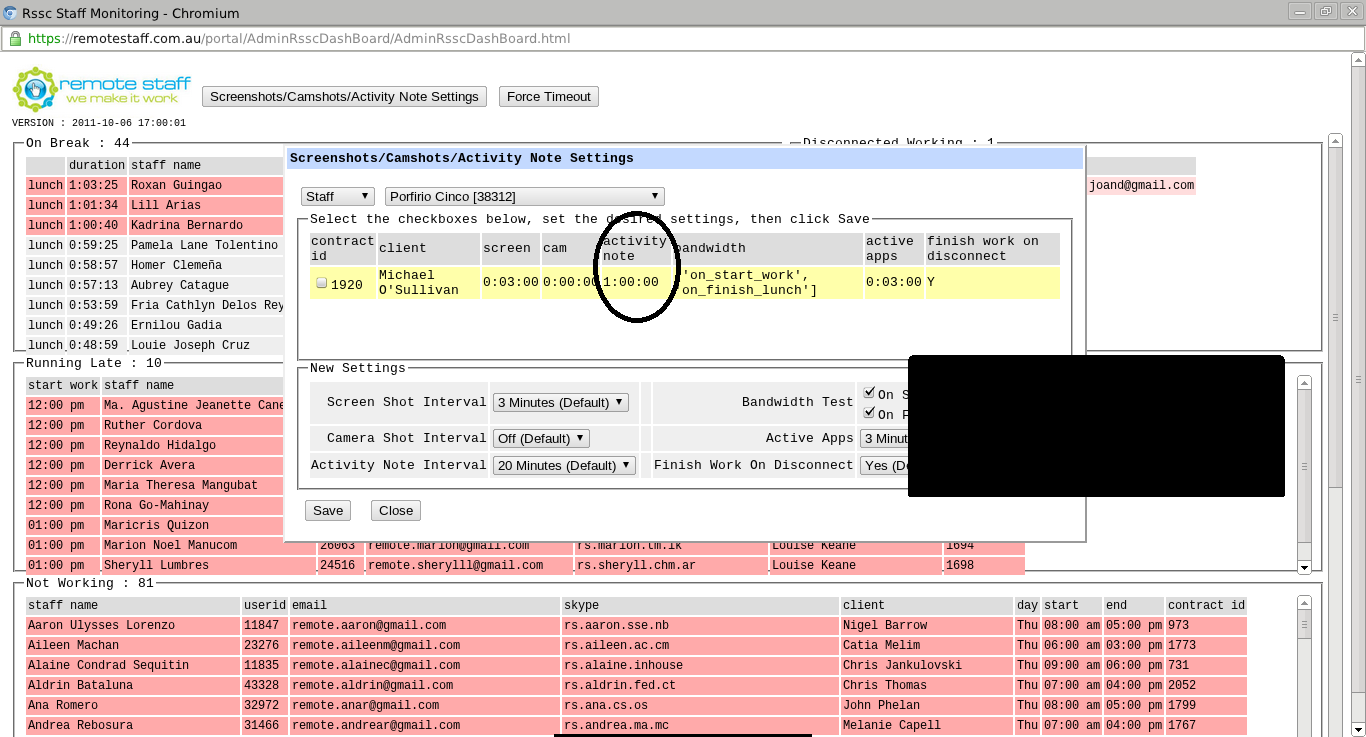 Rssc Staff Monitoring - Chromium
https://remotestaff.com.au/portal/AdminRsscDashBoard/AdminRsscDashBoard.html
remote staff
we make it work
Screenshots/Camshots/Activity Note Settings Force Timeout
VERSION : 2011-10-06 17:00:01
On Break : 44
duration staff name
lunch 1:03:25 Roxan Guingao
lunch 1:01:34 Lill Arias
lunch 1:00:40 Kadrina Bernardo
lunch 0:59:25 Pamela Lane Tolentino
lunch 0:58:57 Homer Clemeña
lunch 0:57:13 Aubrey Catague
lunch 0:53:59 Fria Cathlyn Delos Rey
lunch 0:49:26 Ernilou Gadia
lunch 0:48:59 Louie Joseph Cruz
Disconnected Working : 1
joand@gmail.com
Screenshots/Camshots/Activity Note Settings
Staff Porfirio Cinco [38312]
Select the checkboxes below, set the desired settings, then click Save
contract id client screen cam activity note bandwidth active apps finish work on disconnect
1920 Michael O'Sullivan 0:03:00 0:00:00 1:00:00 'on_start_work', 'on_finish_lunch'] 0:03:00 Y
New Settings
Screen Shot Interval 3 Minutes (Default) Bandwidth Test On S
On F
Camera Shot Interval Off (Default) Active Apps 3 Minut
Activity Note Interval 20 Minutes (Default) Finish Work On Disconnect Yes (De
Save Close
Running Late : 10
start work staff name
12:00 pm Ma. Agustine Jeanette Cane
12:00 pm Ruther Cordova
12:00 pm Reynaldo Hidalgo
12:00 pm Derrick Avera
12:00 pm Maria Theresa Mangubat
12:00 pm Rona Go-Mahinay
01:00 pm Maricris Quizon
01:00 pm Marion Noel Manucom 26063 remote.marion@gmail.com rs.marion.tm.lk Louise Keane 1694
01:00 pm Sheryll Lumbres 24516 remote.sherylll@gmail.com rs.sheryll.chm.ar Louise Keane 1698
Not Working : 81
staff name userid email skype client day start end contract id
Aaron Ulysses Lorenzo 11847 remote.aaron@gmail.com rs.aaron.sse.nb Nigel Barrow Thu 08:00 am 05:00 pm 973
Aileen Machan 23276 remote.aileenm@gmail.com rs.aileen.ac.cm Catia Melim Thu 06:00 am 03:00 pm 1773
Alaine Condrad Sequitin 11835 remote.alainec@gmail.com rs.alaine.inhouse Chris Jankulovski Thu 09:00 am 06:00 pm 731
Aldrin Bataluna 43328 remote.aldrin@gmail.com rs.aldrin.fed.ct Chris Thomas Thu 07:00 am 04:00 pm 2052
Ana Romero 32972 remote.anar@gmail.com rs.ana.cs.os John Phelan Thu 08:00 am 05:00 pm 1799
Andrea Rebosura 31466 remote.andrear@gmail.com rs.andrea.ma.mc Melanie Capell Thu 07:00 am 04:00 pm 1767